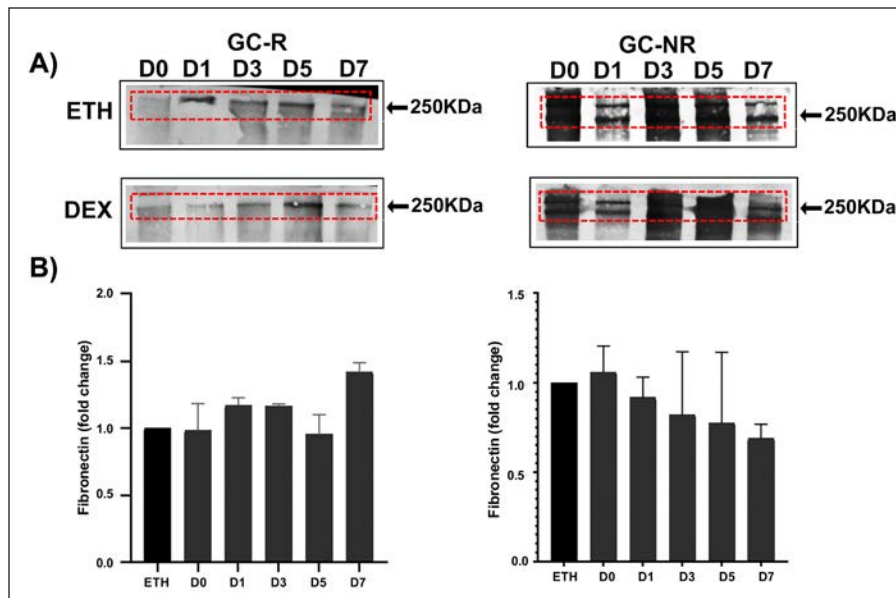 GC-R
GC-NR
A)
D0 D1 D3 D5 D7
D0 D1 D3 D5 D7
ETH
250KDa
250KDa
DEX
250KDa
250KDa
B)
Fibronectin (fold change)
2.0
1.5
1.0
0.5
0.0
ETH D0 D1 D3 D5 D7
Fibronectin (fold change)
1.5
1.0
0.5
0.0
ETH D0 D1 D3 D5 D7